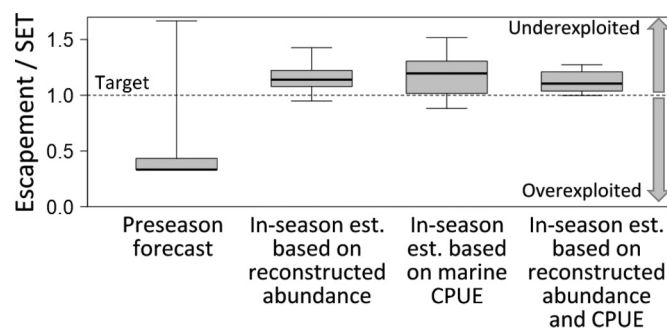 Escapement / SET
1.5
1.0
0.5
0.0
Underexploited
Target
Overexploited
Preseason
forecast
In-season est.
based on
reconstructed
abundance
In-season
est. based
on marine
CPUE
In-season est.
based on
reconstructed
abundance
and CPUE